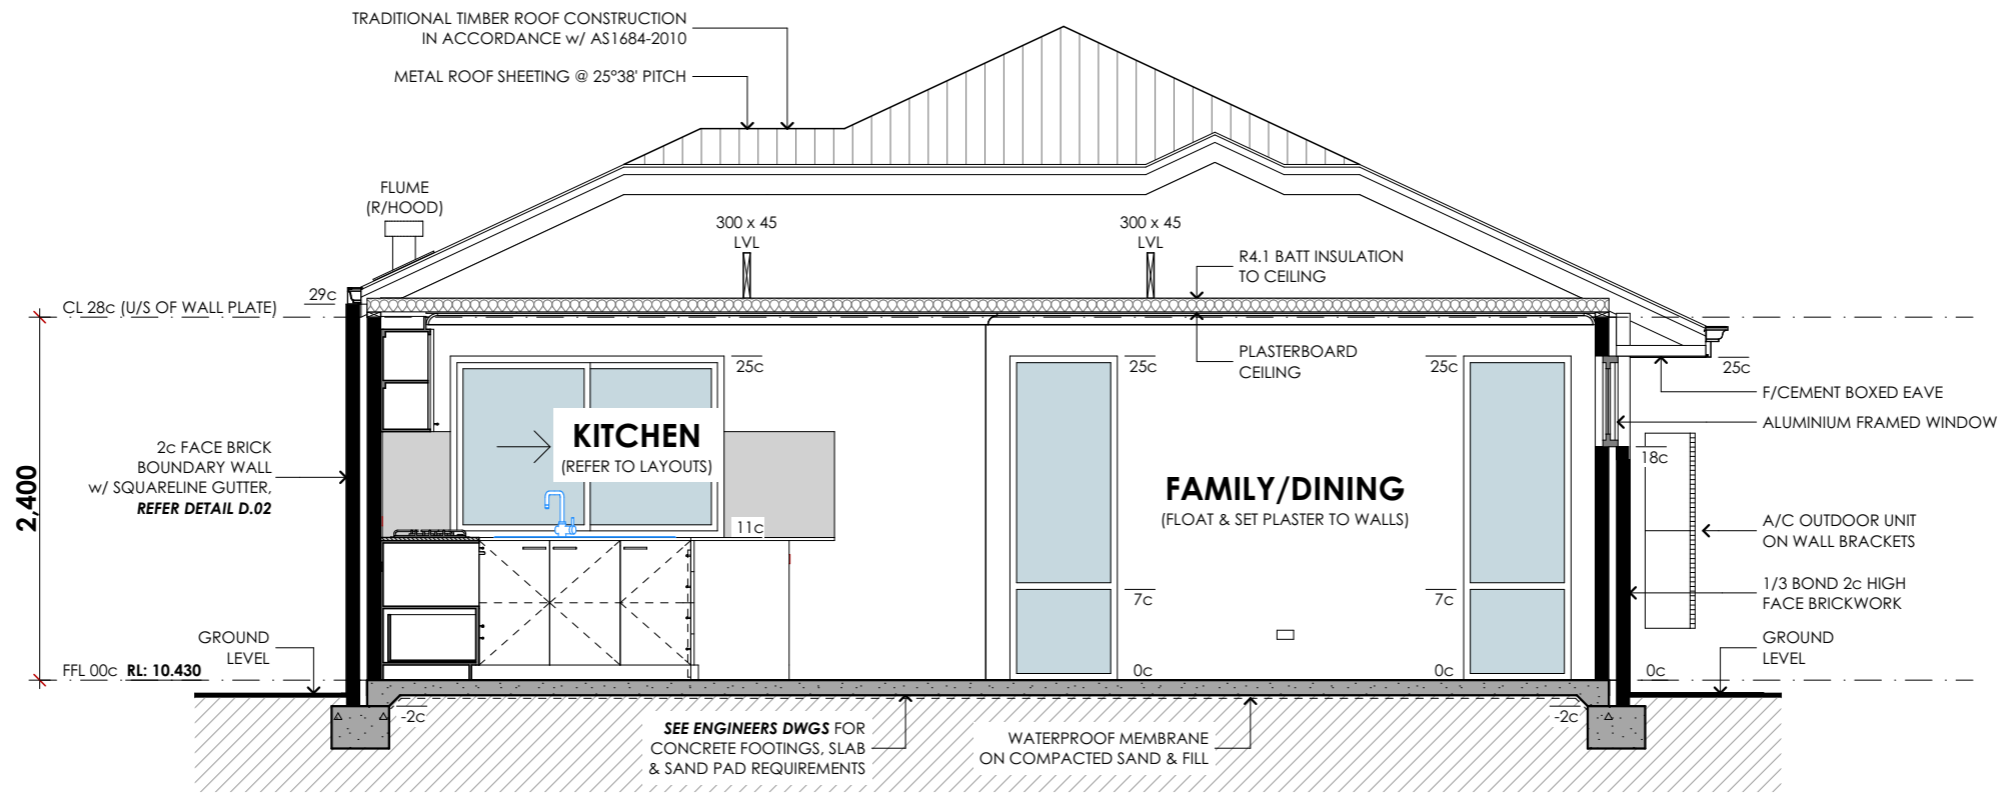 TRADITIONAL TIMBER ROOF CONSTRUCTION
IN ACCORDANCE w/ AS1684-2010
METAL ROOF SHEETING @ 25°38' PITCH
FLUME
(R/HOOD)
300 x 45
LVL
300 x 45
LVL
R4.1 BATT INSULATION
TO CEILING
29c
CL 28c (U/S OF WALL PLATE)
PLASTERBOARD
CEILING
25c
25c
25c
25c
F/CEMENT BOXED EAVE
ALUMINIUM FRAMED WINDOW
KITCHEN
(REFER TO LAYOUTS)
2c FACE BRICK
BOUNDARY WALL
w/ SQUARELINE GUTTER,
REFER DETAIL D.02
2,400
18c
FAMILY/DINING
(FLOAT & SET PLASTER TO WALLS)
11c
A/C OUTDOOR UNIT
ON WALL BRACKETS
7c
7c
1/3 BOND 2c HIGH
FACE BRICKWORK
GROUND
LEVEL
GROUND
LEVEL
FFL 00c RL: 10.430
0c
0c
0c
-2c
-2c
SEE ENGINEERS DWGS FOR
CONCRETE FOOTINGS, SLAB
& SAND PAD REQUIREMENTS
WATERPROOF MEMBRANE
ON COMPACTED SAND & FILL